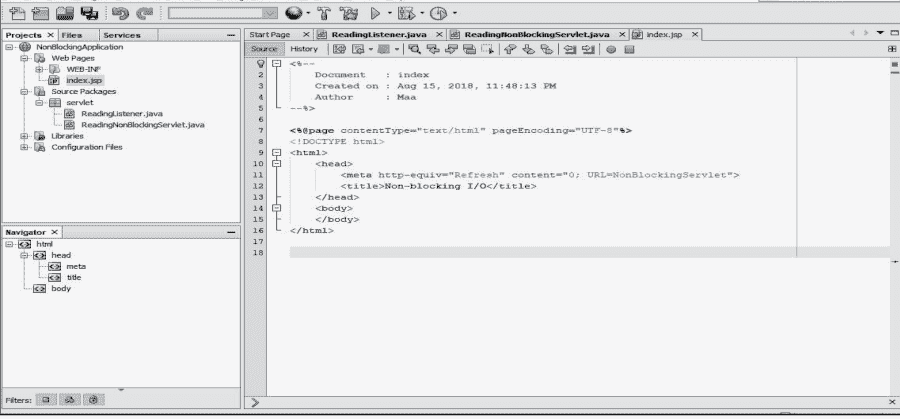 Projects × Files Services
NonBlockingApplication
Web Pages
WEB-INF
index.jsp
Source Packages
servlet
ReadingListener.java
ReadingNonBlockingServlet.java
Libraries
Configuration Files
Navigator ×
html
head
meta
title
body
Filters:
Start Page × ReadingListener.java × ReadingNonBlockingServlet.java × index.jsp ×
Source History
<%--
2 Document : index
3 Created on : Aug 15, 2018, 11:48:13 PM
4 Author : Maa
5 --%>
6
7 <%@page contentType="text/html" pageEncoding="UTF-8"%>
8 <!DOCTYPE html>
9 <html>
10 <head>
11 <meta http-equiv="Refresh" content="0; URL=NonBlockingServlet">
12 <title>Non-blocking I/O</title>
13 </head>
14 <body>
15 </body>
16 </html>
17
18